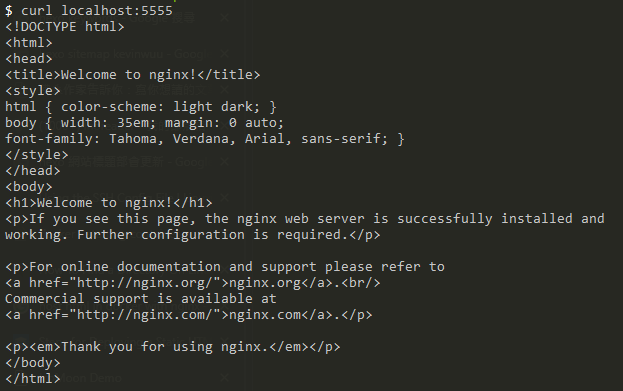 $ curl localhost:5555
<!DOCTYPE html>
<html>
<head>
<title>Welcome to nginx!</title>
<style>
html { color-scheme: light dark; }
body { width: 35em; margin: 0 auto;
font-family: Tahoma, Verdana, Arial, sans-serif; }
</style>
</head>
<body>
<h1>Welcome to nginx!</h1>
<p>If you see this page, the nginx web server is successfully installed and
working. Further configuration is required.</p>

<p>For online documentation and support please refer to
<a href="http://nginx.org/">nginx.org</a>.<br/>
Commercial support is available at
<a href="http://nginx.com/">nginx.com</a>.</p>

<p><em>Thank you for using nginx.</em></p>
</body>
</html>